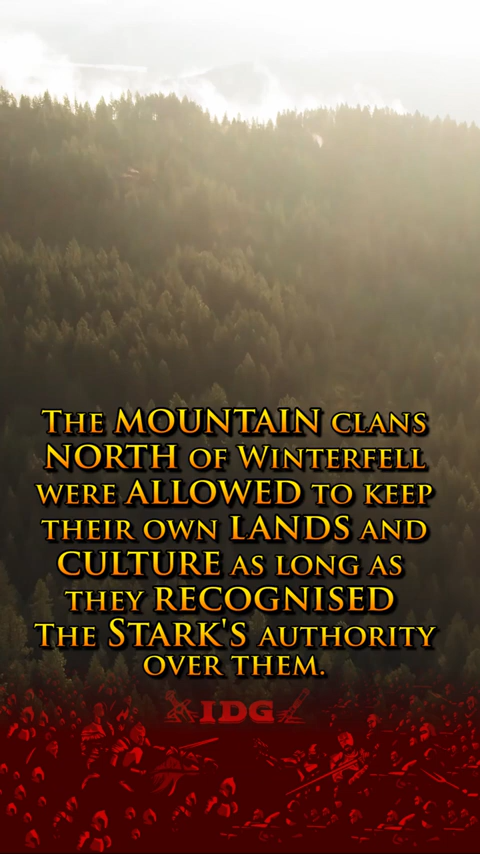 The MOUNTAIN clans
NORTH of Winterfell
were ALLOWED to keep
their own LANDS and
CULTURE as long as
they RECOGNISED
The Stark's authority
over them.
IDG